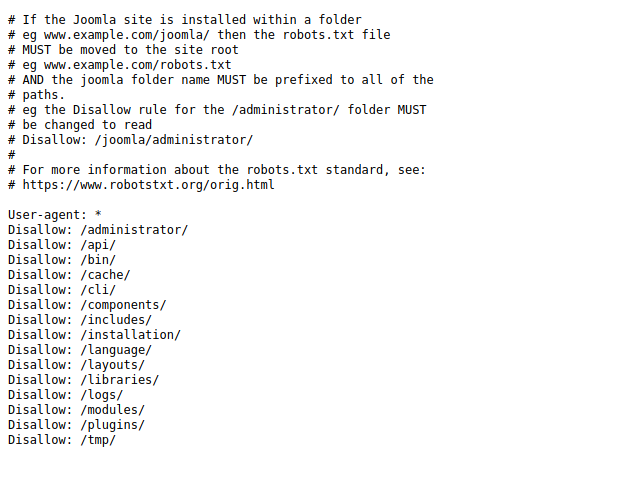 # If the Joomla site is installed within a folder
# eg www.example.com/joomla/ then the robots.txt file
# MUST be moved to the site root
# eg www.example.com/robots.txt
# AND the joomla folder name MUST be prefixed to all of the
# paths.
# eg the Disallow rule for the /administrator/ folder MUST
# be changed to read
# Disallow: /joomla/administrator/
#
# For more information about the robots.txt standard, see:
# https://www.robotstxt.org/orig.html

User-agent: *
Disallow: /administrator/
Disallow: /api/
Disallow: /bin/
Disallow: /cache/
Disallow: /cli/
Disallow: /components/
Disallow: /includes/
Disallow: /installation/
Disallow: /language/
Disallow: /layouts/
Disallow: /libraries/
Disallow: /logs/
Disallow: /modules/
Disallow: /plugins/
Disallow: /tmp/